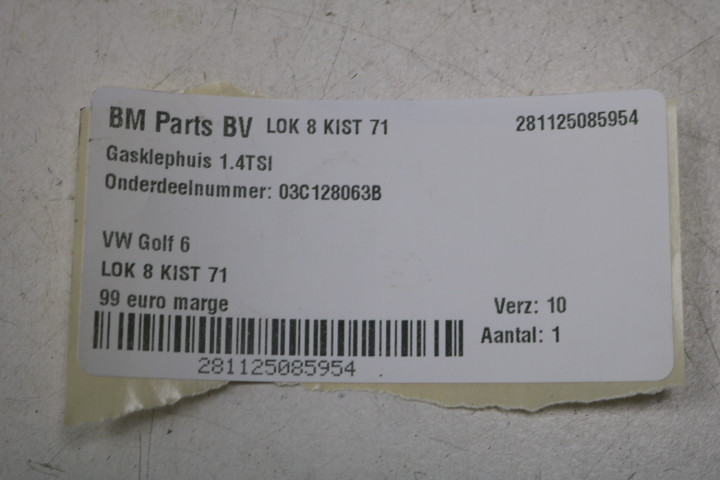 BM Parts BV LOK 8 KIST 71 281125085954
Gasklephuis 1.4TSI
Onderdeelnummer: 03C128063B
VW Golf 6
LOK 8 KIST 71
99 euro marge Verz: 10
Aantal: 1
281125085954